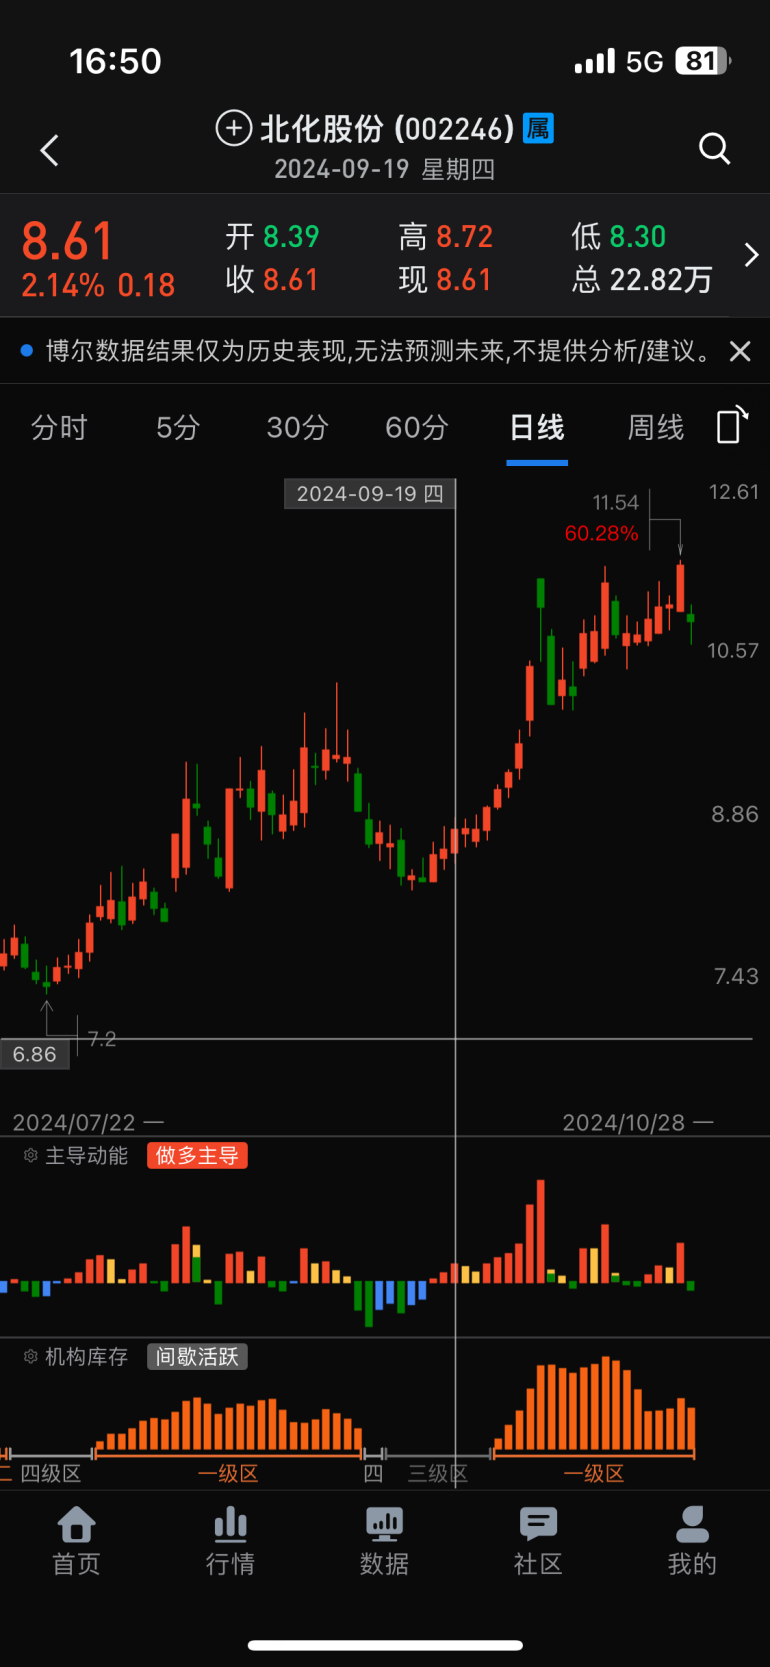 16:50 5G 81
北化股份 (002246) 属
2024-09-19 星期四
8.61 开 8.39 高 8.72 低 8.30
2.14% 0.18 收 8.61 现 8.61 总 22.82万
博尔数据结果仅为历史表现,无法预测未来,不提供分析/建议。
分时 5分 30分 60分 日线 周线
2024-09-19 四
12.61
11.54
60.28%
10.57
8.86
7.43
7.2
6.86
2024/07/22 一 2024/10/28 一
主导动能 做多主导
机构库存 间歇活跃
二 四级区 一级区 四 三级区 一级区
首页 行情 数据 社区 我的